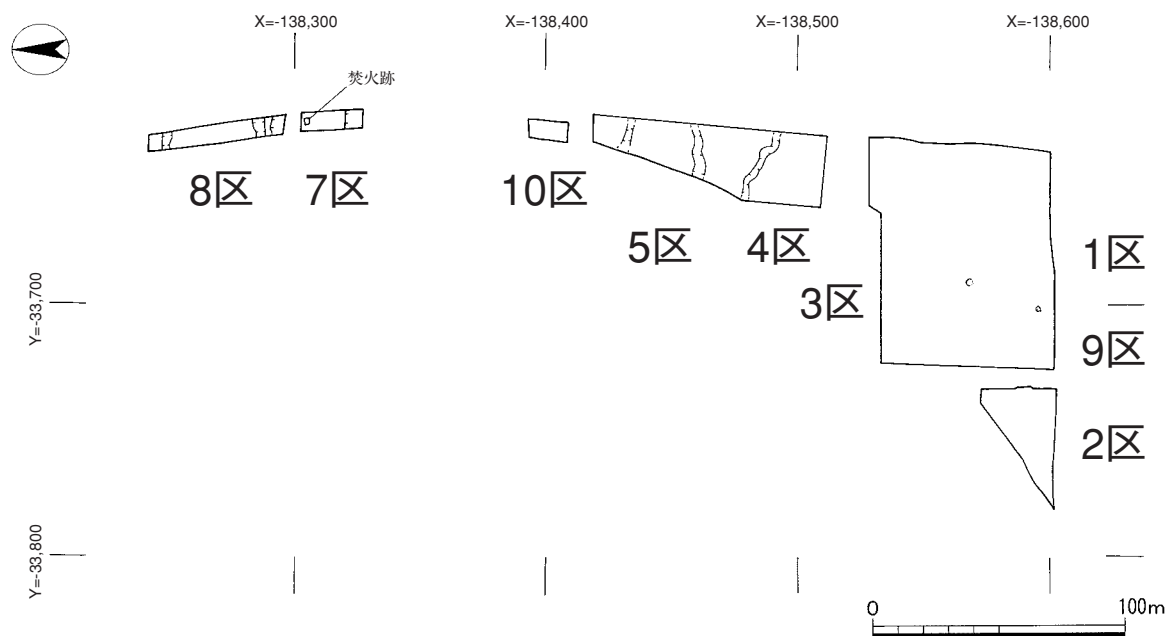 X=-138,300
X=-138,400
X=-138,500
X=-138,600
焚火跡
8区
7区
10区
5区
4区
3区
1区
9区
2区
Y=-33,700
Y=-33,800
0
100m